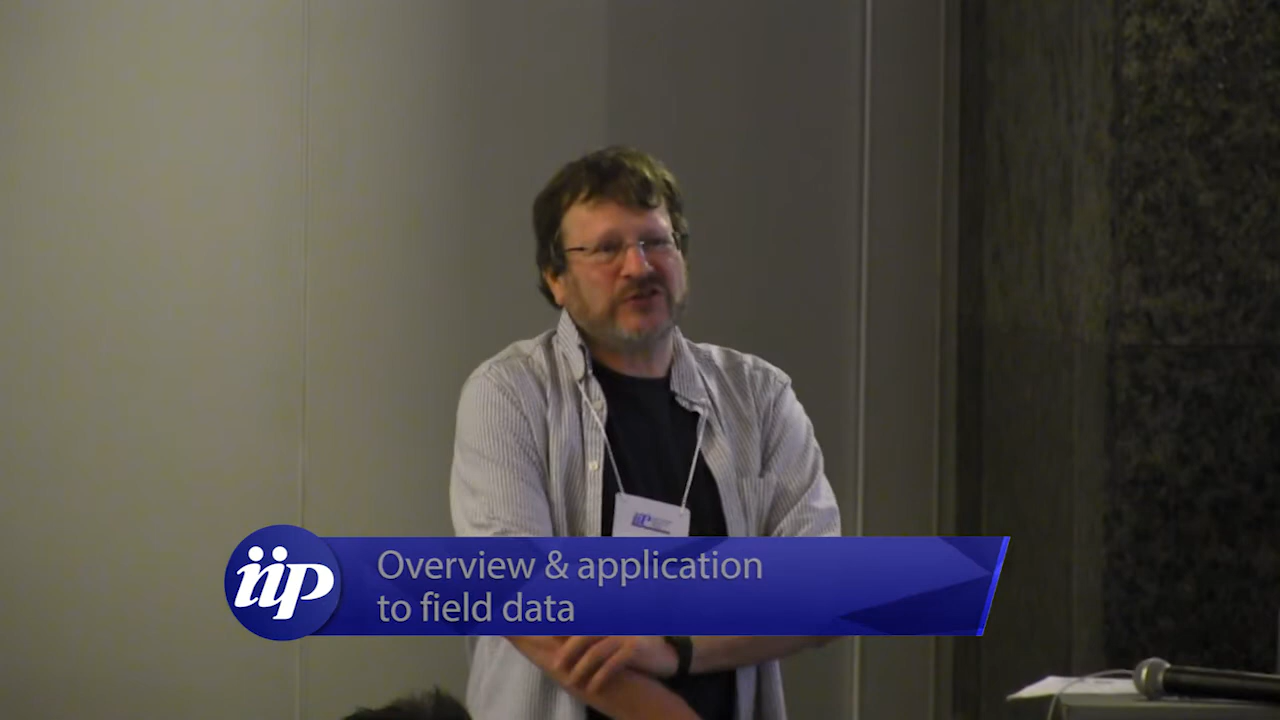 iip
Overview & application
to field data